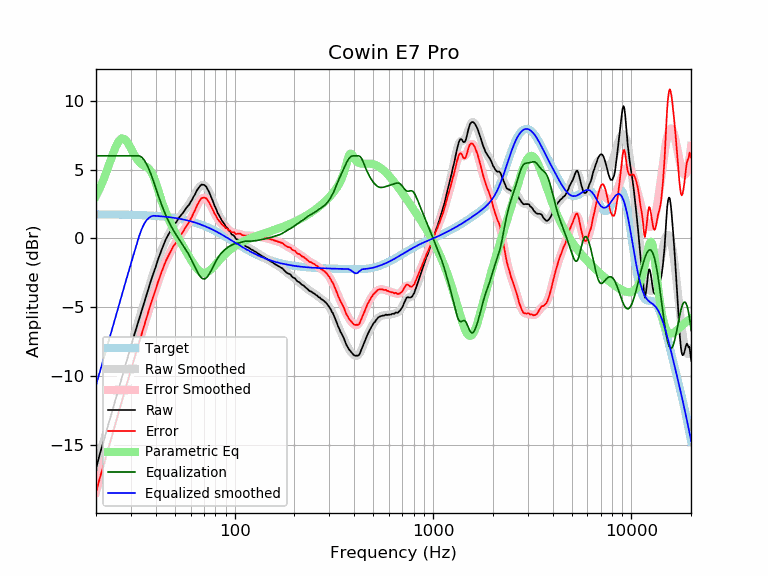 Cowin E7 Pro
Amplitude (dBr)
10
5
0
−5
−10
−15
Target
Raw Smoothed
Error Smoothed
Raw
Error
Parametric Eq
Equalization
Equalized smoothed
100
1000
10000
Frequency (Hz)